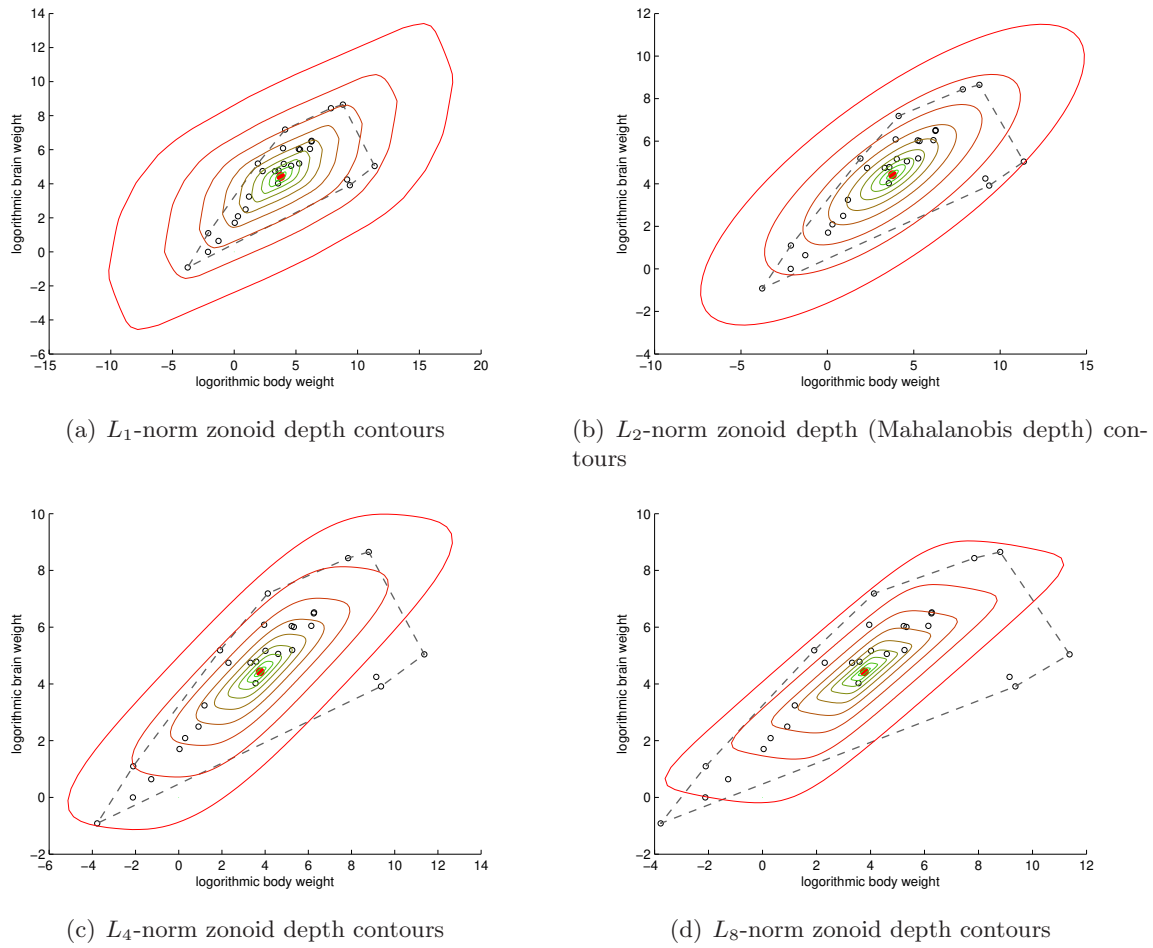 14
12
10
8
6
4
2
0
−2
−4
−6
−15 −10 −5 0 5 10 15 20
logorithmic brain weight
logorithmic body weight
(a) L1-norm zonoid depth contours
12
10
8
6
4
2
0
−2
−4
−10 −5 0 5 10 15
logorithmic brain weight
logorithmic body weight
(b) L2-norm zonoid depth (Mahalanobis depth) con-
tours
10
8
6
4
2
0
−2
−6 −4 −2 0 2 4 6 8 10 12 14
logorithmic brain weight
logorithmic body weight
(c) L4-norm zonoid depth contours
10
8
6
4
2
0
−2
−4 −2 0 2 4 6 8 10 12
logorithmic brain weight
logorithmic body weight
(d) L8-norm zonoid depth contours